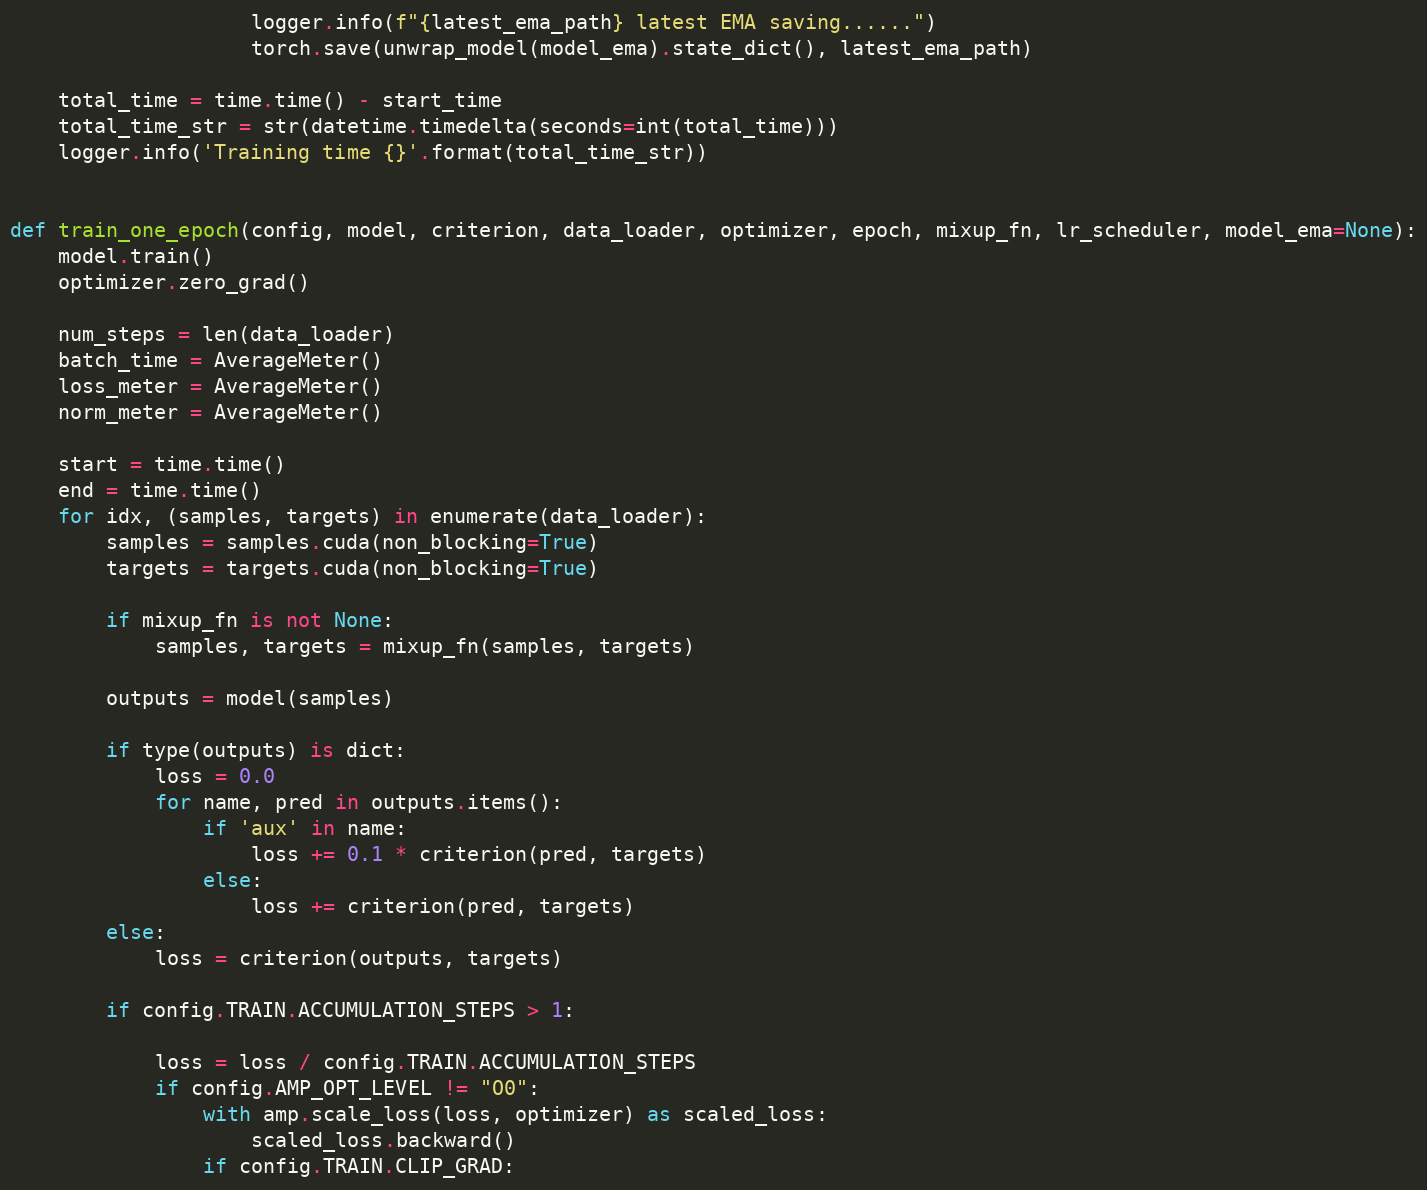 logger.info(f"{latest_ema_path} latest EMA saving......")
                    torch.save(unwrap_model(model_ema).state_dict(), latest_ema_path)

    total_time = time.time() - start_time
    total_time_str = str(datetime.timedelta(seconds=int(total_time)))
    logger.info('Training time {}'.format(total_time_str))


def train_one_epoch(config, model, criterion, data_loader, optimizer, epoch, mixup_fn, lr_scheduler, model_ema=None):
    model.train()
    optimizer.zero_grad()

    num_steps = len(data_loader)
    batch_time = AverageMeter()
    loss_meter = AverageMeter()
    norm_meter = AverageMeter()

    start = time.time()
    end = time.time()
    for idx, (samples, targets) in enumerate(data_loader):
        samples = samples.cuda(non_blocking=True)
        targets = targets.cuda(non_blocking=True)

        if mixup_fn is not None:
            samples, targets = mixup_fn(samples, targets)

        outputs = model(samples)

        if type(outputs) is dict:
            loss = 0.0
            for name, pred in outputs.items():
                if 'aux' in name:
                    loss += 0.1 * criterion(pred, targets)
                else:
                    loss += criterion(pred, targets)
        else:
            loss = criterion(outputs, targets)

        if config.TRAIN.ACCUMULATION_STEPS > 1:

            loss = loss / config.TRAIN.ACCUMULATION_STEPS
            if config.AMP_OPT_LEVEL != "O0":
                with amp.scale_loss(loss, optimizer) as scaled_loss:
                    scaled_loss.backward()
                if config.TRAIN.CLIP_GRAD: